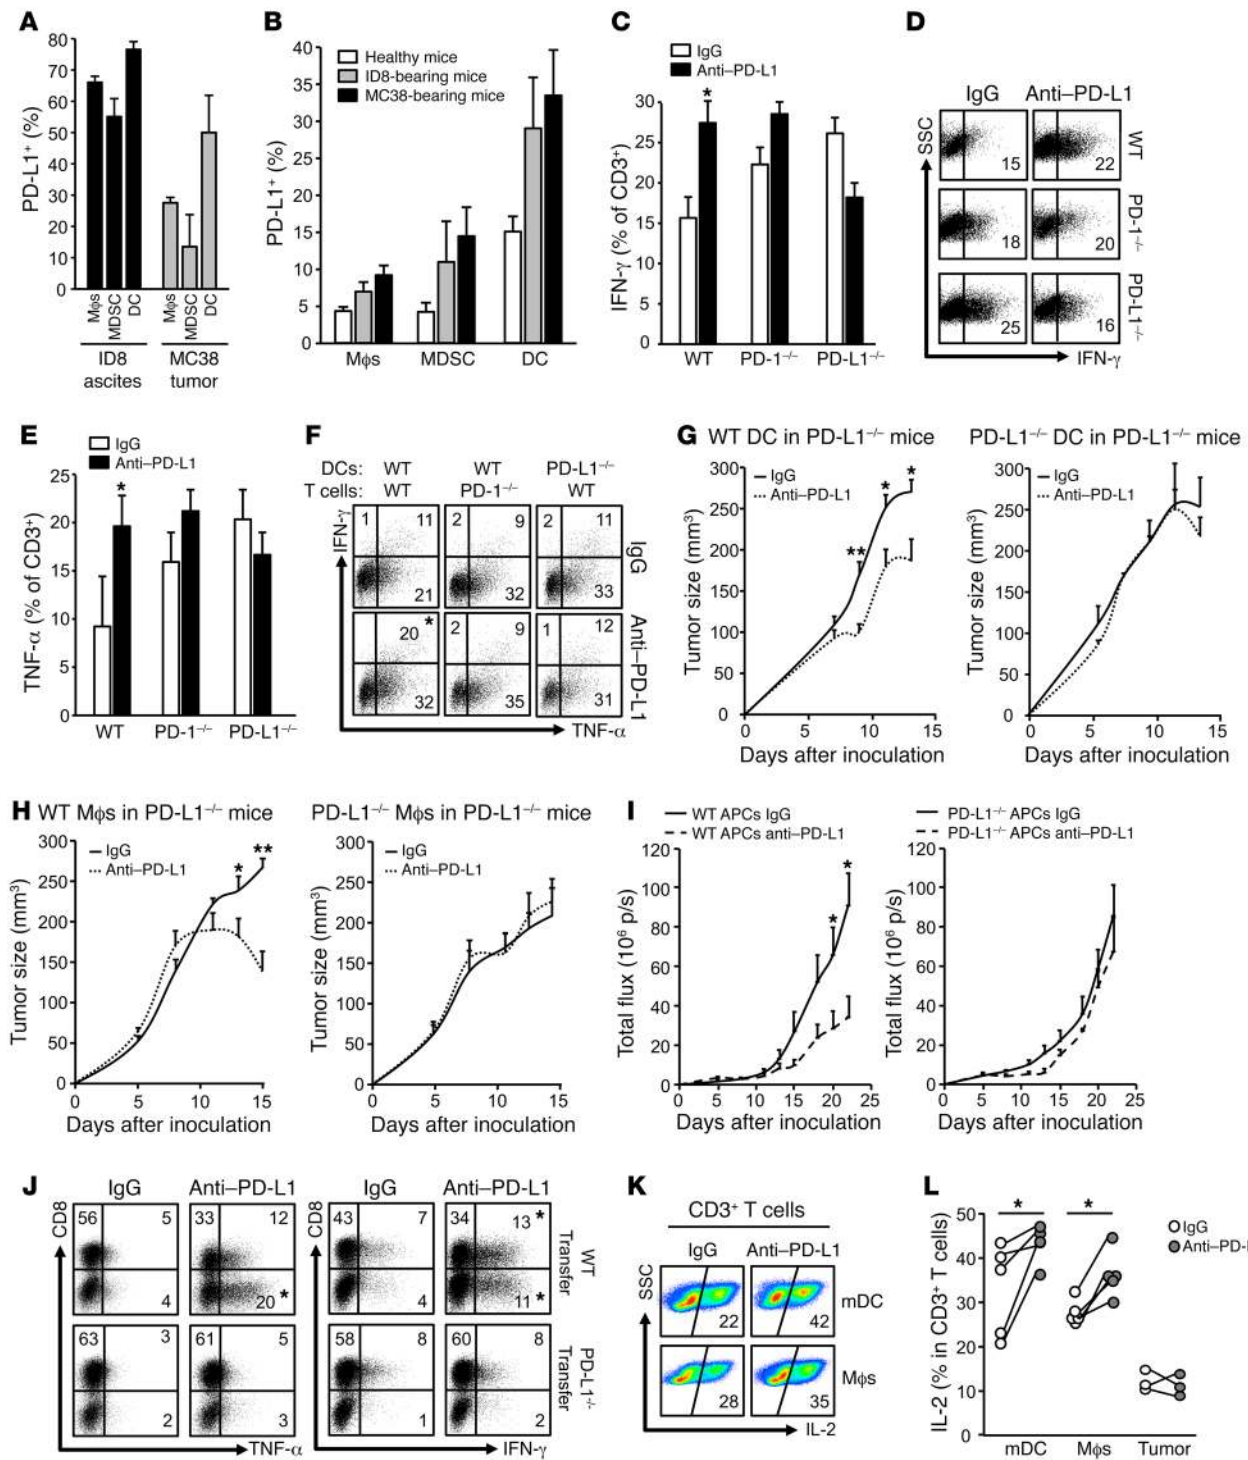 A
80
70
60
50
40
30
20
10
0
PD-L1+ (%)
Mϕs
MDSC
DC
Mϕs
MDSC
DC
ID8
ascites
MC38
tumor
B
Healthy mice
ID8-bearing mice
MC38-bearing mice
40
35
30
25
20
15
10
5
0
PD-L1+ (%)
Mϕs MDSC DC
C
IgG
Anti–PD-L1
30
25
20
15
10
5
0
IFN-γ (% of CD3+)
*
WT PD-1–/– PD-L1–/–
D
IgG Anti–PD-L1
SSC
15 22 WT
18 20 PD-1–/–
25 16 PD-L1–/–
IFN-γ
E
IgG
Anti–PD-L1
25
20
15
10
5
0
TNF-α (% of CD3+)
*
WT PD-1–/– PD-L1–/–
F
DCs: WT WT PD-L1–/–
T cells: WT PD-1–/– WT
IFN-γ
1 11 2 9 2 11
21 32 33
IgG
20 * 2 9 1 12
32 35 31
Anti–PD-L1
TNF-α
G WT DC in PD-L1–/– mice
IgG
Anti–PD-L1
300
250
200
150
100
50
0
Tumor size (mm3)
** * *
0 5 10 15
Days after inoculation
PD-L1–/– DC in PD-L1–/– mice
IgG
Anti–PD-L1
300
250
200
150
100
50
0
Tumor size (mm3)
0 5 10 15
Days after inoculation
H WT Mϕs in PD-L1–/– mice
IgG
Anti–PD-L1
300
250
200
150
100
50
0
Tumor size (mm3)
* **
0 5 10 15
Days after inoculation
PD-L1–/– Mϕs in PD-L1–/– mice
IgG
Anti–PD-L1
300
250
200
150
100
50
0
Tumor size (mm3)
0 5 10 15
Days after inoculation
I
WT APCs IgG
WT APCs anti–PD-L1
120
100
80
60
40
20
0
Total flux (106 p/s)
* *
0 5 10 15 20 25
Days after inoculation
PD-L1–/– APCs IgG
PD-L1–/– APCs anti–PD-L1
120
100
80
60
40
20
0
Total flux (106 p/s)
0 5 10 15 20 25
Days after inoculation
J
IgG Anti–PD-L1
CD8
56 5 33 12
4 20 *
63 3 61 5
2 3
TNF-α
IgG Anti–PD-L1
CD8
43 7 34 13 *
4 11 *
WT
Transfer
58 8 60 8
1 2
PD-L1-/-
Transfer
IFN-γ
K
CD3+ T cells
IgG Anti–PD-L1
SSC
22 42 mDC
28 35 Mϕs
IL-2
L
IgG
Anti–PD-L
* *
50
40
30
20
10
0
IL-2 (% in CD3+ T cells)
mDC Mϕs Tumor